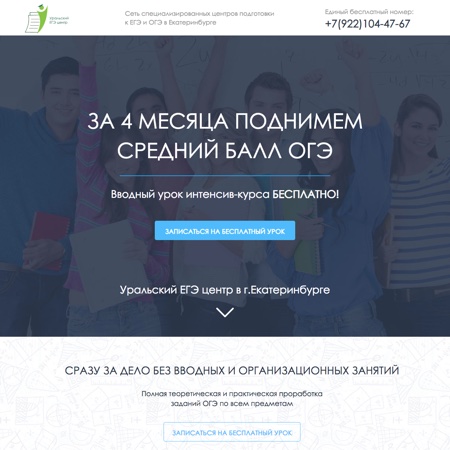 Уральский
ЕГЭ центр
Сеть специализированных центров подготовки
к ЕГЭ и ОГЭ в Екатеринбурге
Единый бесплатный номер:
+7(922)104-47-67
ЗА 4 МЕСЯЦА ПОДНИМЕМ
СРЕДНИЙ БАЛЛ ОГЭ
Вводный урок интенсив-курса БЕСПЛАТНО!
ЗАПИСАТЬСЯ НА БЕСПЛАТНЫЙ УРОК
Уральский ЕГЭ центр в г.Екатеринбурге
СРАЗУ ЗА ДЕЛО БЕЗ ВВОДНЫХ И ОРГАНИЗАЦИОННЫХ ЗАНЯТИЙ
Полная теоретическая и практическая проработка
заданий ОГЭ по всем предметам
ЗАПИСАТЬСЯ НА БЕСПЛАТНЫЙ УРОК